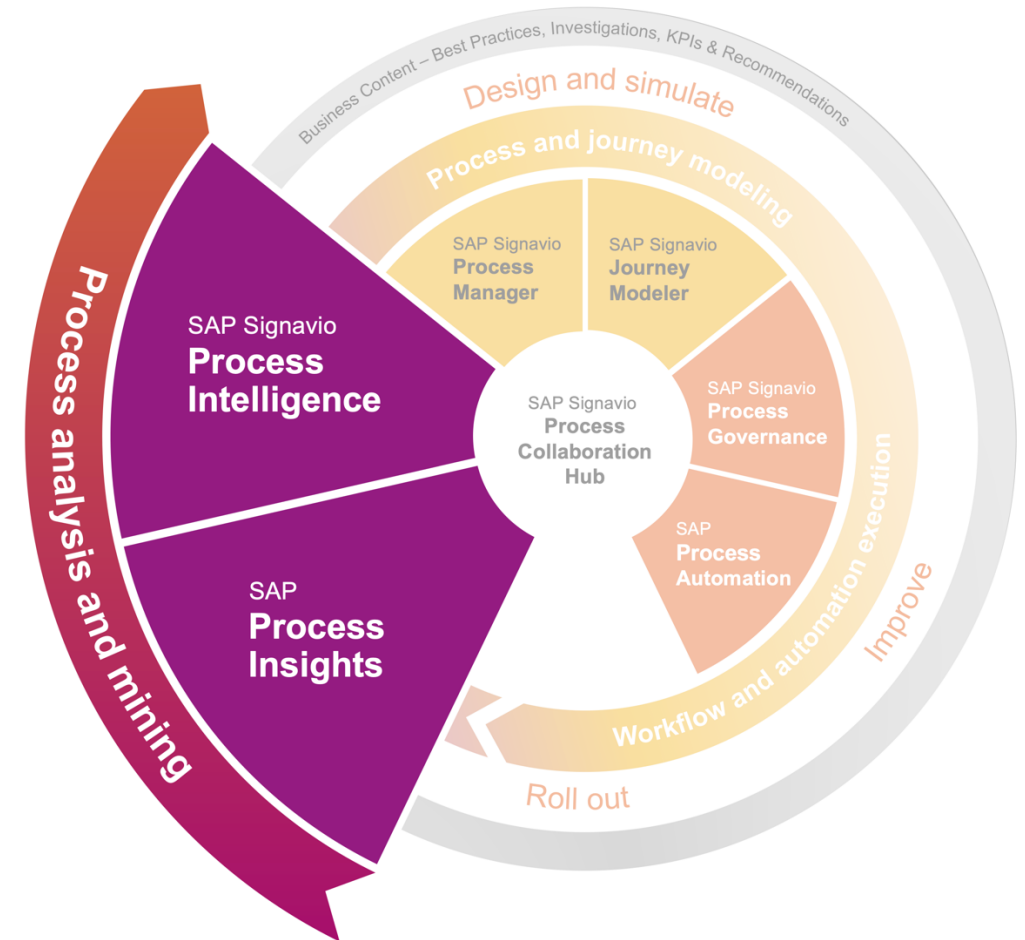 Business Content – Best Practices, Investigations, KPIs & Recommendations
Design and simulate
Process and journey modeling
SAP Signavio
Process
Manager
SAP Signavio
Journey
Modeler
Process analysis and mining
SAP Signavio
Process
Intelligence
SAP Signavio
Process
Collaboration
Hub
SAP Signavio
Process
Governance
SAP
Process
Automation
SAP
Process
Insights
Workflow and automation execution
Improve
Roll out